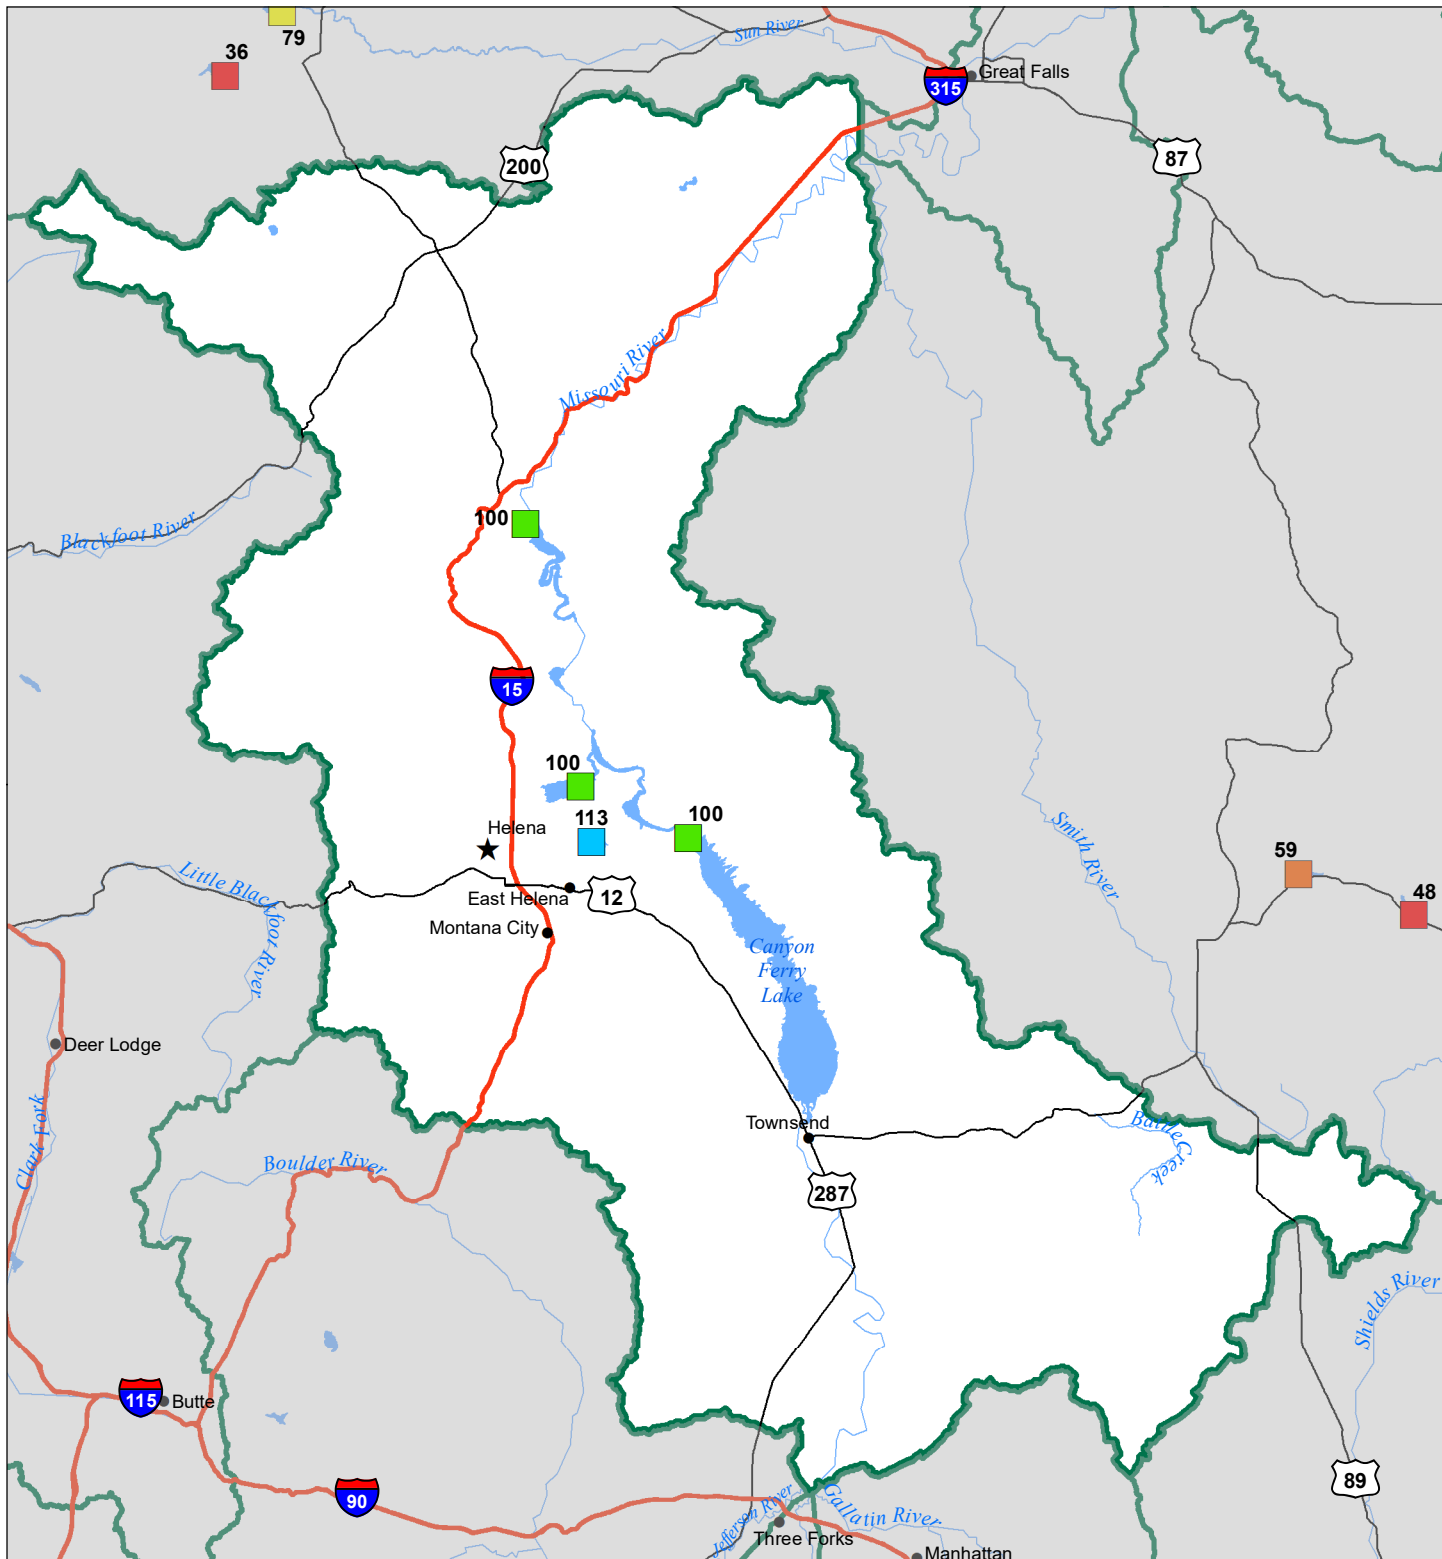 79
36
Sun River
315
Great Falls
200
87
Missouri River
100
Blackfoot River
15
100
113
100
Helena
Smith River
59
48
Little Blackfoot River
East Helena
12
Montana City
Canyon
Ferry
Lake
Deer Lodge
Clark Fork
Townsend
Battle Creek
Boulder River
287
Shields River
115
Butte
90
89
Jefferson River
Gallatin River
Three Forks
Manhattan